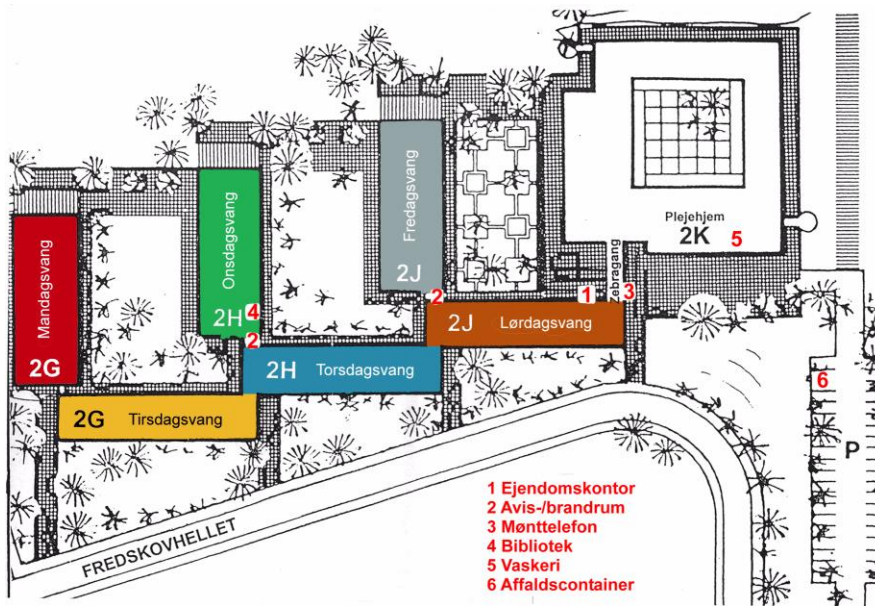 Mandagsvang
2G
Onsdagsvang
2H
4
2
Fredagsvang
2J
2
Plejehjem
2K
5
1
Zebragang
3
2J Lørdagsvang
2H Torsdagsvang
2G Tirsdagsvang
6
P
FREDSKOVHELLET
1 Ejendomskontor
2 Avis-/brandrum
3 Mønttelefon
4 Bibliotek
5 Vaskeri
6 Affaldscontainer